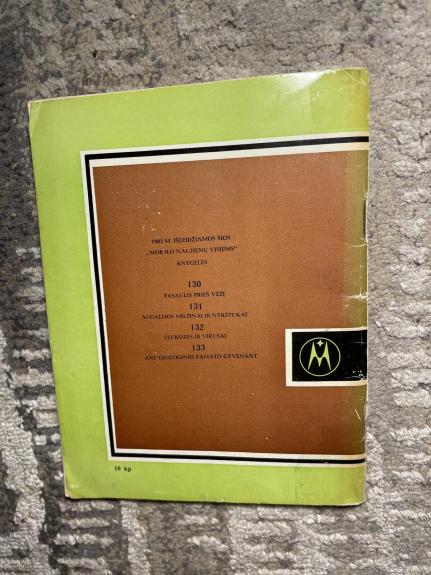 1982 M. IŠLEIDŽIAMOS ŠIOS
„MOKSLO NAUJIENŲ VISIEMS"
KNYGELĖS
130
PASAULIS PRIEŠ VĖŽĮ
131
AUGALIJOS MILŽINAI IR NYKŠTUKAI
132
LEUKOZĖS IR VIRUSAI
133
ANT GEOLOGINIO PAMATO GYVENANT
M
10 kp